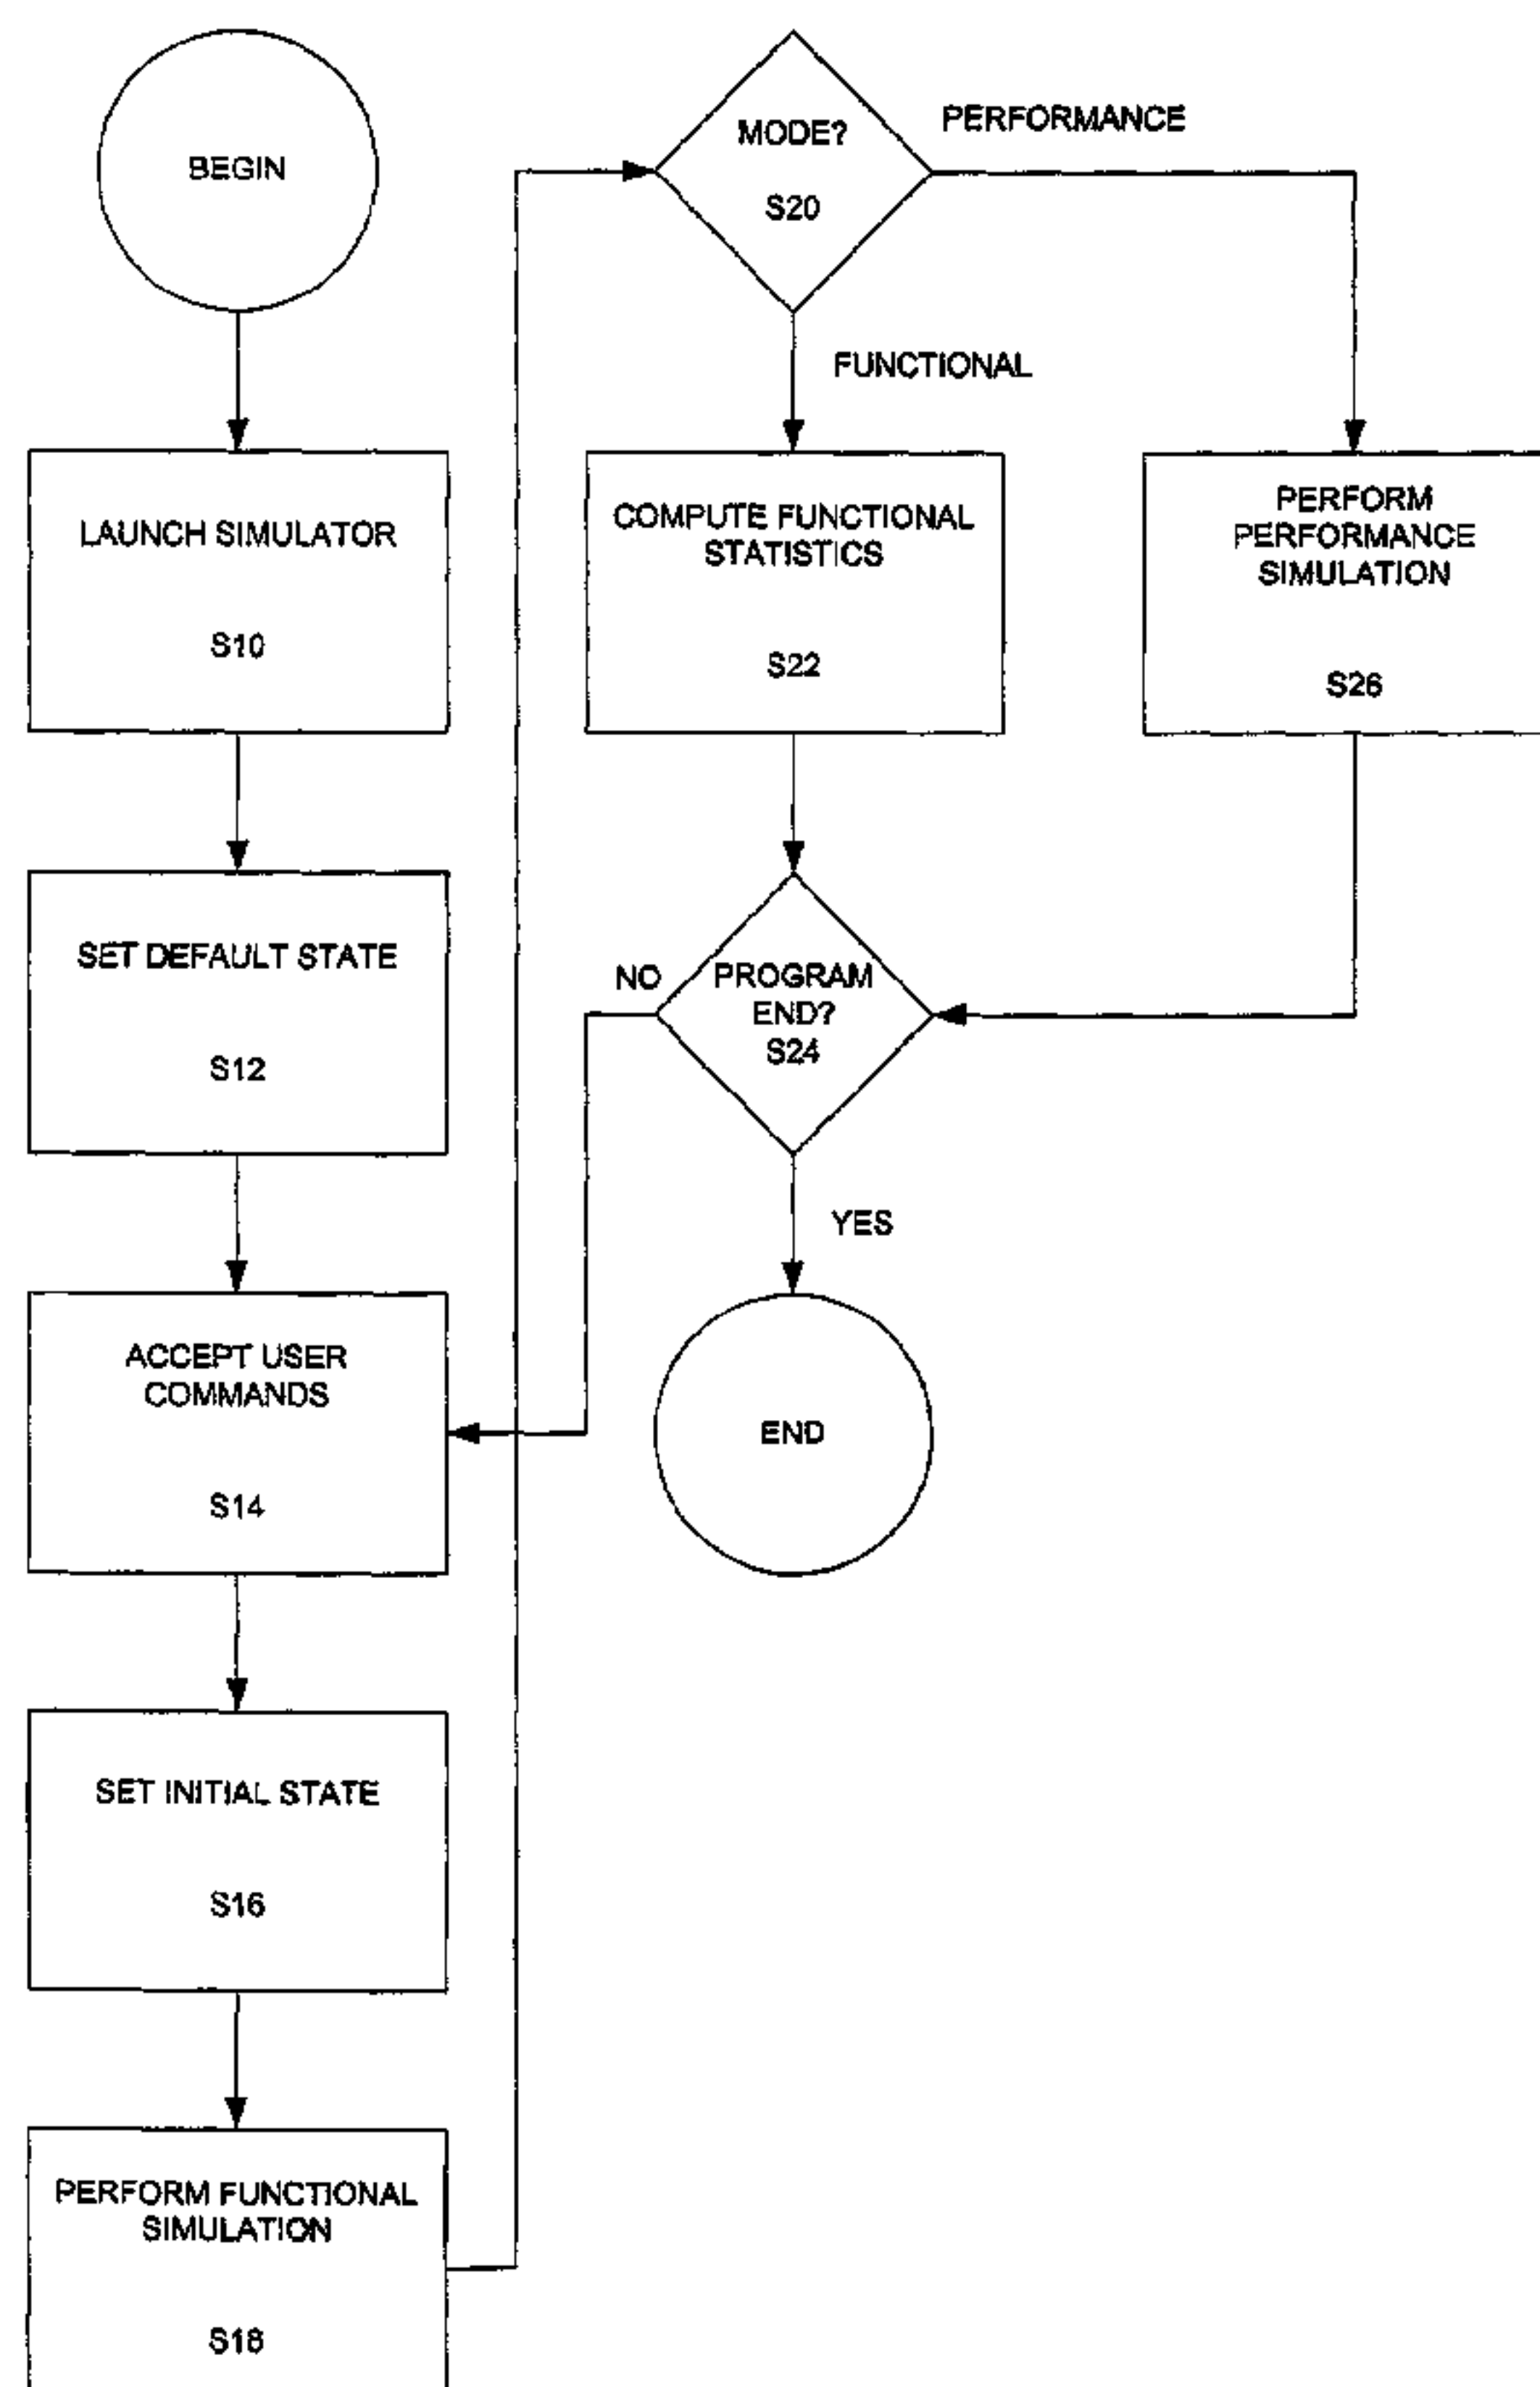 BEGIN
LAUNCH SIMULATOR
S10
SET DEFAULT STATE
S12
ACCEPT USER
COMMANDS
S14
SET INITIAL STATE
S16
PERFORM FUNCTIONAL
SIMULATION
S18
MODE?
S20
PERFORMANCE
FUNCTIONAL
COMPUTE FUNCTIONAL
STATISTICS
S22
PERFORM
PERFORMANCE
SIMULATION
S26
NO
PROGRAM
END?
S24
YES
END